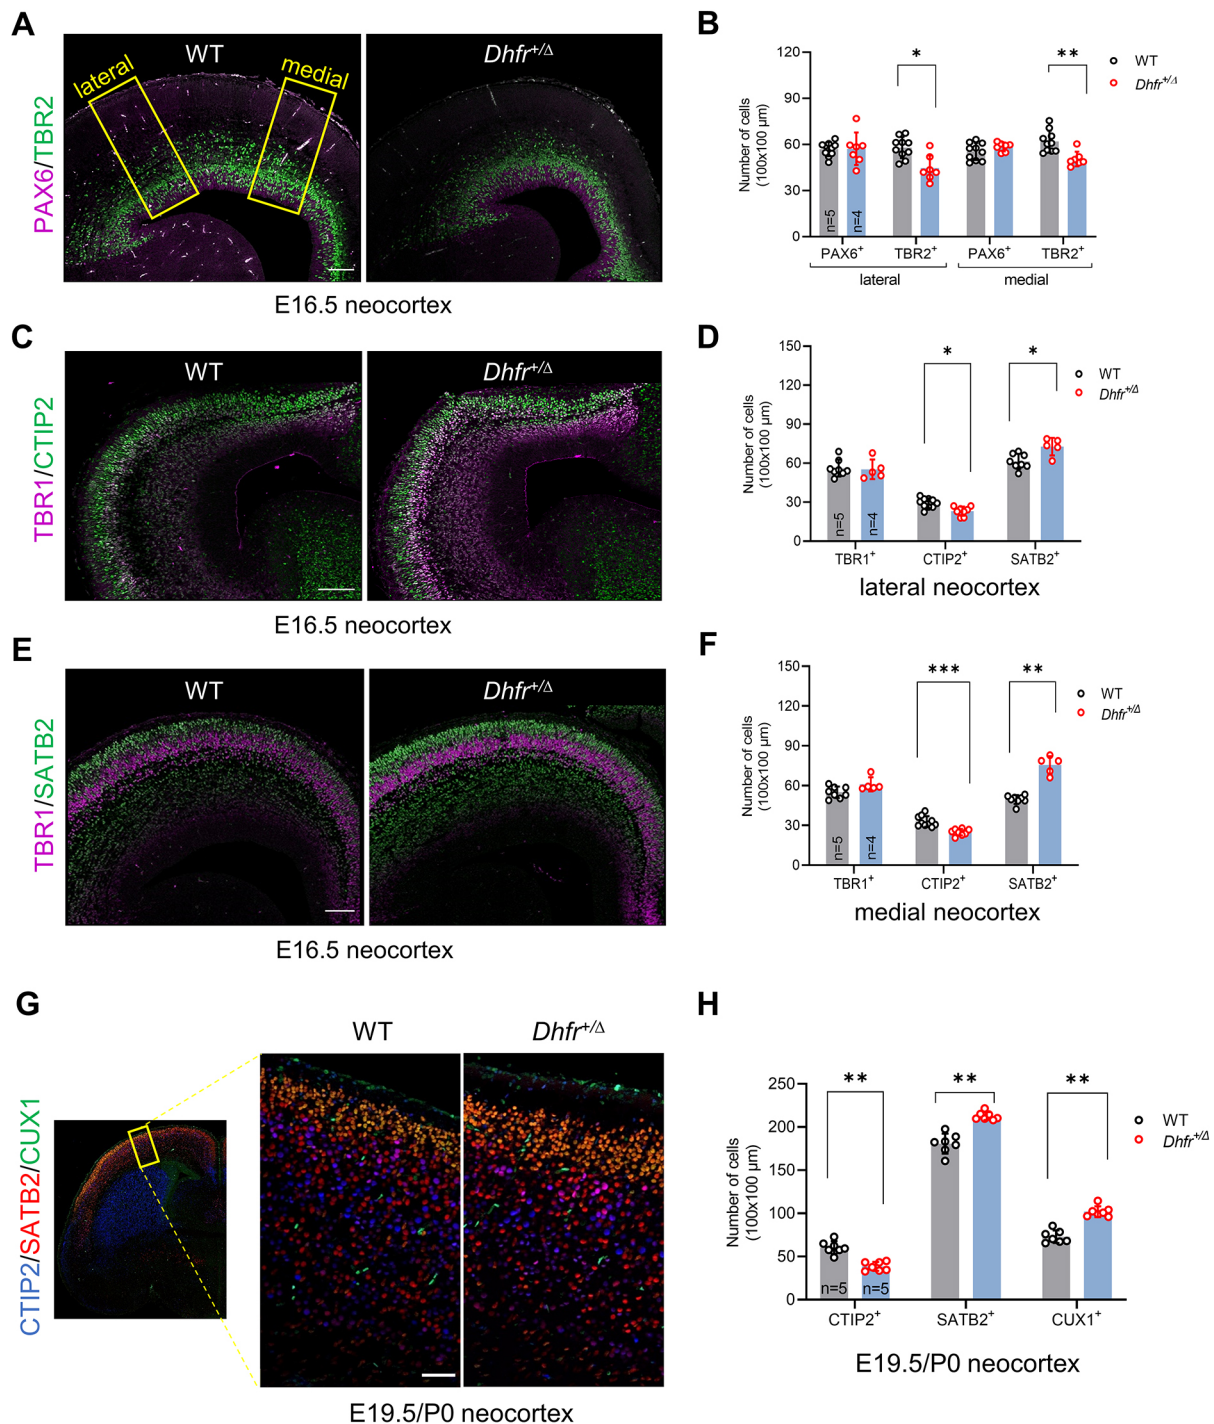 A
WT
Dhfr+/Δ
lateral
medial
PAX6/TBR2
E16.5 neocortex
B
120
90
60
30
0
Number of cells
(100x100 µm)
*
**
WT
Dhfr+/Δ
n=5
n=4
PAX6+
TBR2+
PAX6+
TBR2+
lateral
medial
C
WT
Dhfr+/Δ
TBR1/CTIP2
E16.5 neocortex
D
150
120
90
60
30
0
Number of cells
(100x100 µm)
*
*
WT
Dhfr+/Δ
n=5
n=4
TBR1+
CTIP2+
SATB2+
lateral neocortex
E
WT
Dhfr+/Δ
TBR1/SATB2
E16.5 neocortex
F
150
120
90
60
30
0
Number of cells
(100x100 µm)
***
**
WT
Dhfr+/Δ
n=5
n=4
TBR1+
CTIP2+
SATB2+
medial neocortex
G
WT
Dhfr+/Δ
CTIP2/SATB2/CUX1
E19.5/P0 neocortex
H
250
200
150
100
50
0
Number of cells
(100x100 µm)
**
**
**
WT
Dhfr+/Δ
n=5
n=5
CTIP2+
SATB2+
CUX1+
E19.5/P0 neocortex